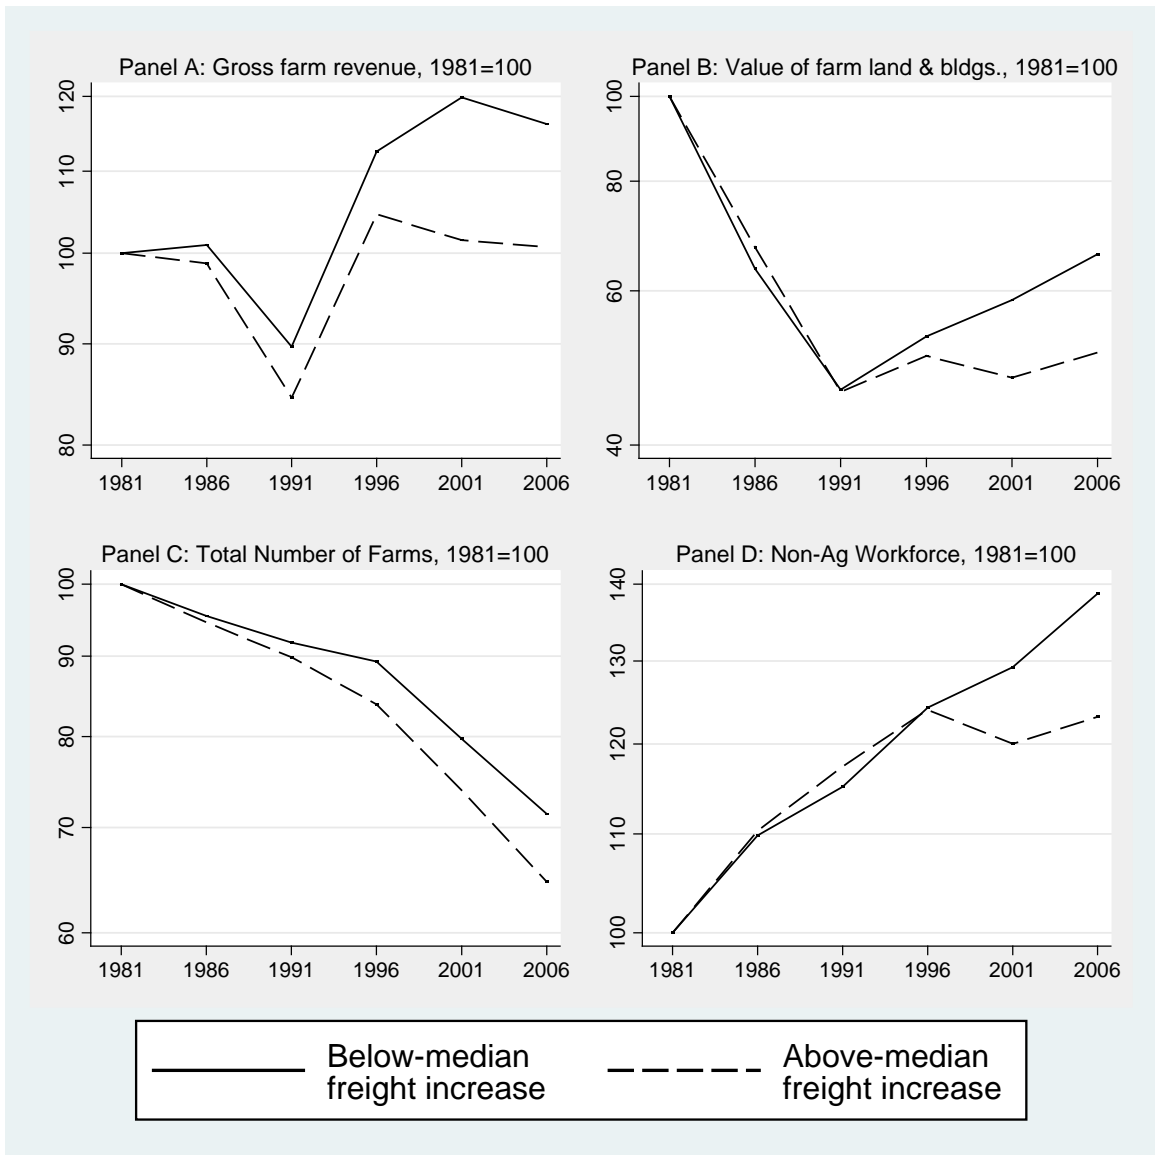 Panel A: Gross farm revenue, 1981=100
120
110
100
90
80
1981 1986 1991 1996 2001 2006
Panel B: Value of farm land & bldgs., 1981=100
100
80
60
40
1981 1986 1991 1996 2001 2006
Panel C: Total Number of Farms, 1981=100
100
90
80
70
60
1981 1986 1991 1996 2001 2006
Panel D: Non-Ag Workforce, 1981=100
140
130
120
110
100
1981 1986 1991 1996 2001 2006
Below-median
freight increase
Above-median
freight increase